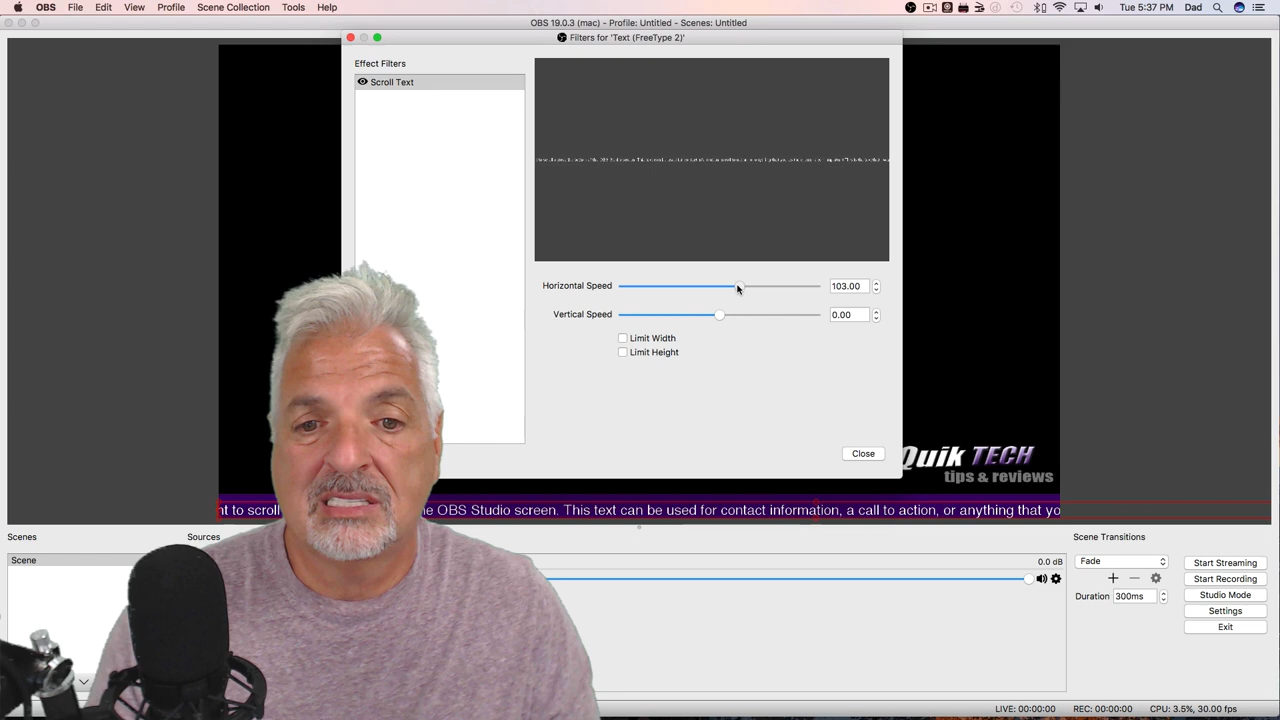 OBS File Edit View Profile Scene Collection Tools Help
Tue 5:37 PM Dad
OBS 19.0.3 (mac) - Profile: Untitled - Scenes: Untitled
Filters for 'Text (FreeType 2)'
Effect Filters
Scroll Text
Horizontal Speed 103.00
Vertical Speed 0.00
Limit Width
Limit Height
Close
Quik TECH
tips & reviews
nt to scroll e OBS Studio screen. This text can be used for contact information, a call to action, or anything that yo
Scenes Sources Scene Transitions
Scene
0.0 dB
Fade
Duration 300ms
Start Streaming
Start Recording
Studio Mode
Settings
Exit
LIVE: 00:00:00 REC: 00:00:00 CPU: 3.5%, 30.00 fps